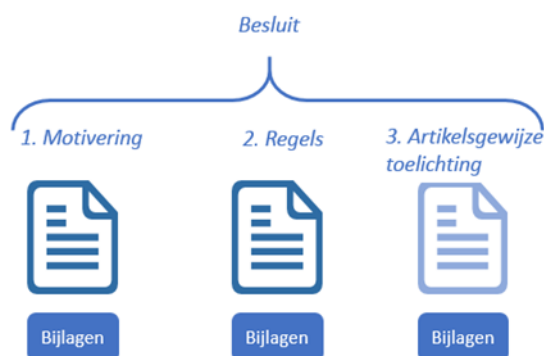 Besluit
1. Motivering
2. Regels
3. Artikelsgewijze
toelichting
Bijlagen
Bijlagen
Bijlagen